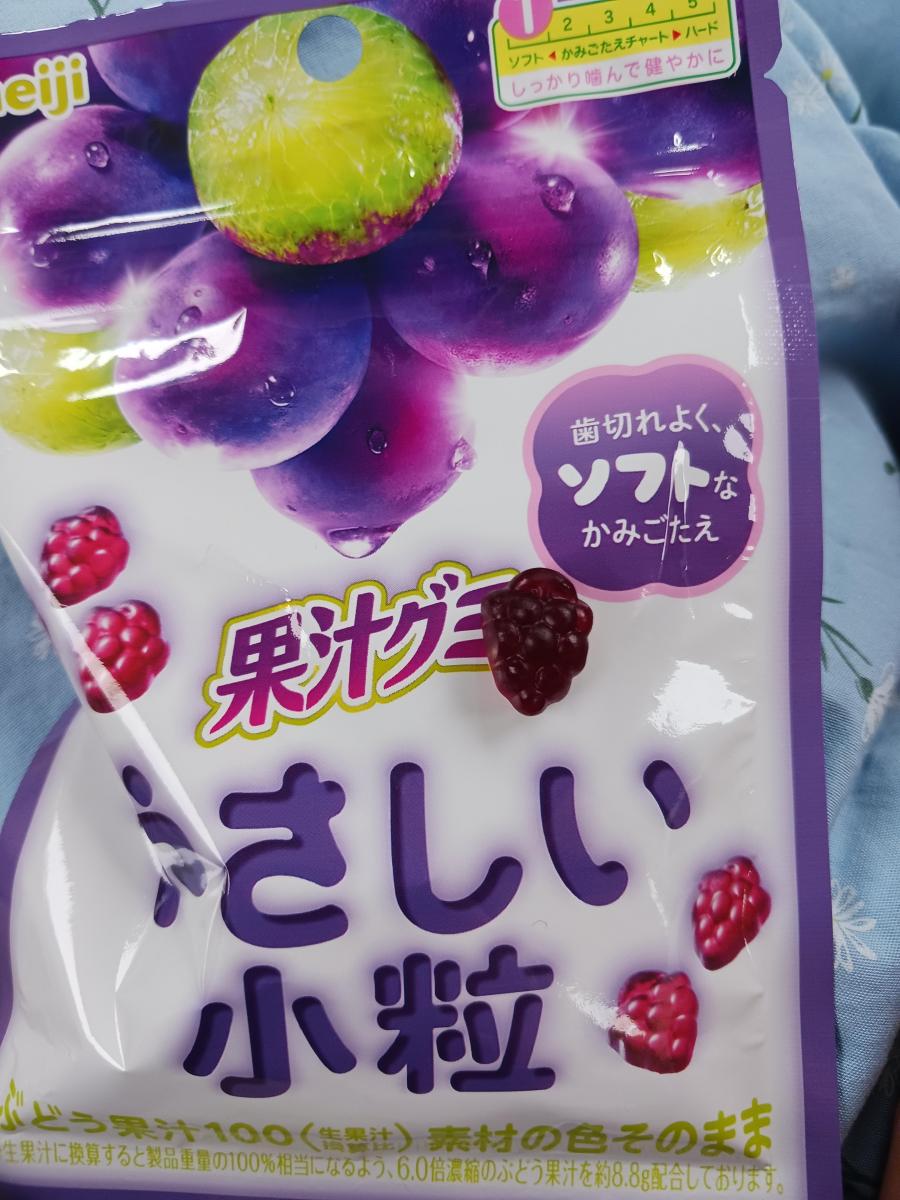 meiji
1 2 3 4 5
ソフト◀かみごたえチャート▶ハード
しっかり噛んで健やかに
歯切れよく、
ソフトな
かみごたえ
果汁グミ
さしい
小粒
ぶどう果汁100(生果汁) 素材の色そのまま
生果汁に換算すると製品重量の100%相当になるよう、6.0倍濃縮のぶどう果汁を約8.8g配合しております。